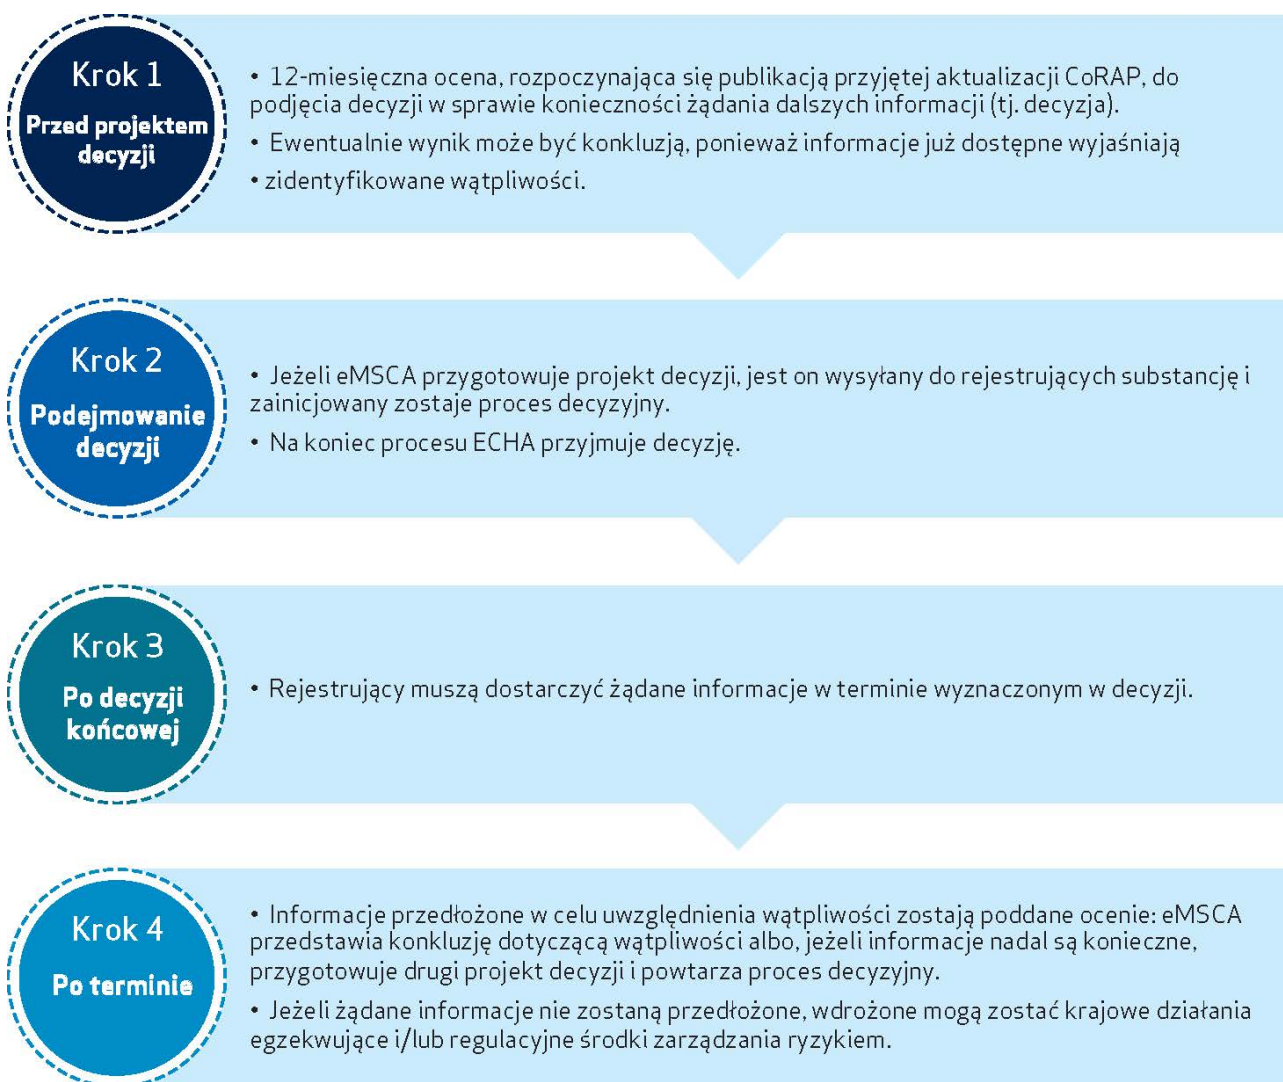 Krok 1
Przed projektem
decyzji
• 12-miesięczna ocena, rozpoczynająca się publikacją przyjętej aktualizacji CoRAP, do
podjęcia decyzji w sprawie konieczności żądania dalszych informacji (tj. decyzja).
• Ewentualnie wynik może być konkluzją, ponieważ informacje już dostępne wyjaśniają
• zidentyfikowane wątpliwości.
Krok 2
Podejmowanie
decyzji
• Jeżeli eMSCA przygotowuje projekt decyzji, jest on wysyłany do rejestrujących substancję i
zainicjowany zostaje proces decyzyjny.
• Na koniec procesu ECHA przyjmuje decyzję.
Krok 3
Po decyzji
końcowej
• Rejestrujący muszą dostarczyć żądane informacje w terminie wyznaczonym w decyzji.
Krok 4
Po terminie
• Informacje przedłożone w celu uwzględnienia wątpliwości zostają poddane ocenie: eMSCA
przedstawia konkluzję dotyczącą wątpliwości albo, jeżeli informacje nadal są konieczne,
przygotowuje drugi projekt decyzji i powtarza proces decyzyjny.
• Jeżeli żądane informacje nie zostaną przedłożone, wdrożone mogą zostać krajowe działania
egzekwujące i/lub regulacyjne środki zarządzania ryzykiem.